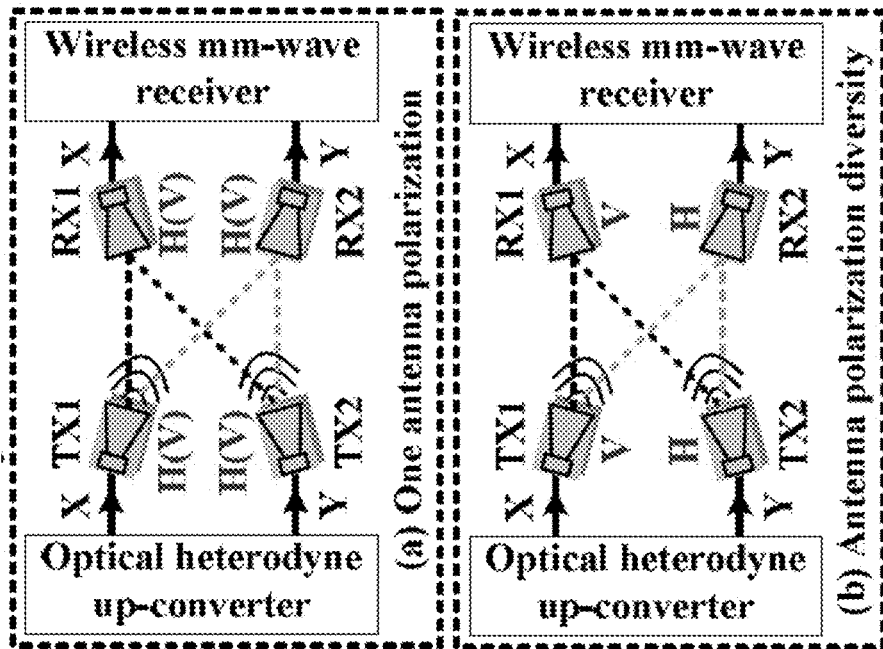 Wireless mm-wave
receiver
X
Y
RX1
H(V)
H(V)
RX2
TX1
H(V)
H(V)
TX2
X
Y
Optical heterodyne
up-converter
(a) One antenna polarization
Wireless mm-wave
receiver
X
Y
RX1
V
H
RX2
TX1
V
H
TX2
X
Y
Optical heterodyne
up-converter
(b) Antenna polarization diversity